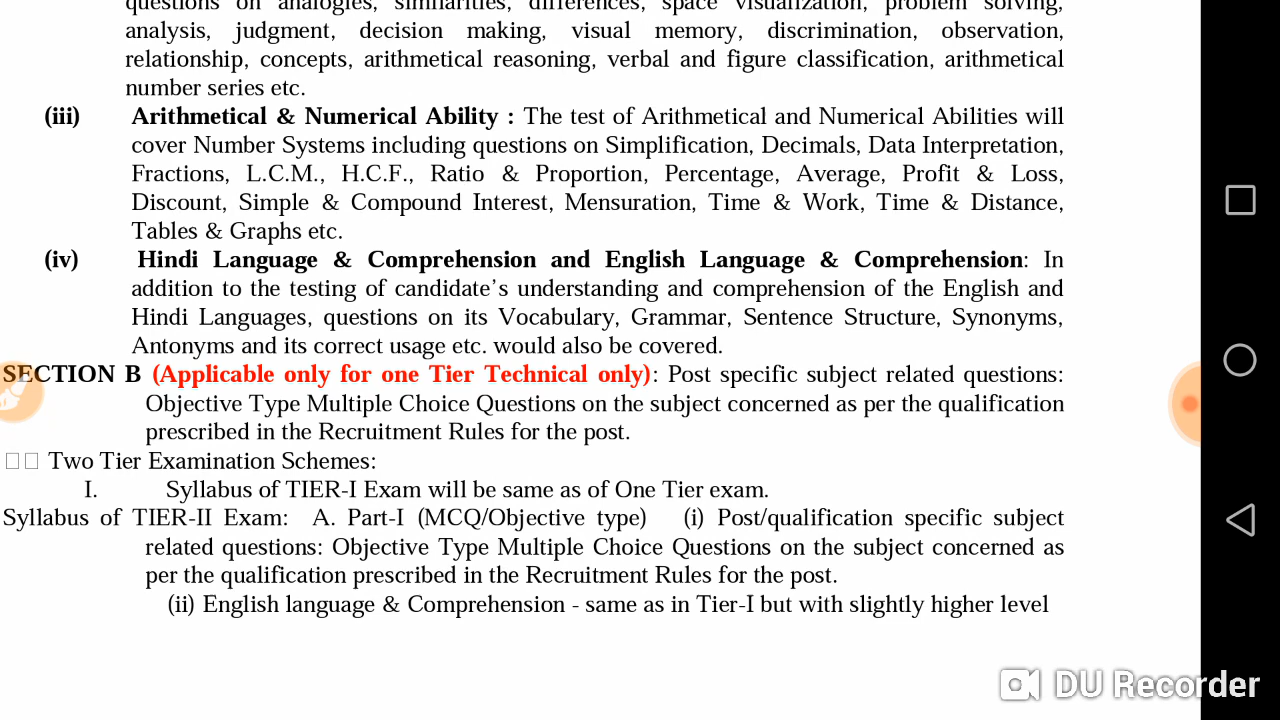 questions on analogies, similarities, differences, space visualization, problem solving,
analysis, judgment, decision making, visual memory, discrimination, observation,
relationship, concepts, arithmetical reasoning, verbal and figure classification, arithmetical
number series etc.
(iii) Arithmetical & Numerical Ability : The test of Arithmetical and Numerical Abilities will
cover Number Systems including questions on Simplification, Decimals, Data Interpretation,
Fractions, L.C.M., H.C.F., Ratio & Proportion, Percentage, Average, Profit & Loss,
Discount, Simple & Compound Interest, Mensuration, Time & Work, Time & Distance,
Tables & Graphs etc.
(iv) Hindi Language & Comprehension and English Language & Comprehension: In
addition to the testing of candidate’s understanding and comprehension of the English and
Hindi Languages, questions on its Vocabulary, Grammar, Sentence Structure, Synonyms,
Antonyms and its correct usage etc. would also be covered.
SECTION B (Applicable only for one Tier Technical only): Post specific subject related questions:
Objective Type Multiple Choice Questions on the subject concerned as per the qualification
prescribed in the Recruitment Rules for the post.
□□ Two Tier Examination Schemes:
I. Syllabus of TIER-I Exam will be same as of One Tier exam.
Syllabus of TIER-II Exam: A. Part-I (MCQ/Objective type) (i) Post/qualification specific subject
related questions: Objective Type Multiple Choice Questions on the subject concerned as
per the qualification prescribed in the Recruitment Rules for the post.
(ii) English language & Comprehension - same as in Tier-I but with slightly higher level
DU Recorder